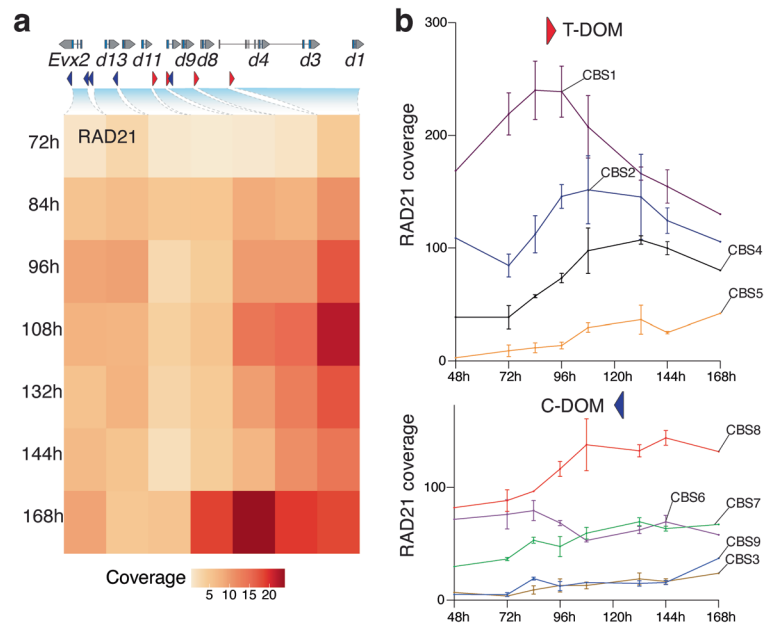 a
Evx2 d13 d11 d9 d8 d4 d3 d1
RAD21
72h
84h
96h
108h
132h
144h
168h
Coverage
5 10 15 20
b
T-DOM
RAD21 coverage
300
200
100
0
CBS1
CBS2
CBS4
CBS5
48h 72h 96h 120h 144h 168h
C-DOM
RAD21 coverage
100
0
CBS8
CBS6
CBS7
CBS9
CBS3
48h 72h 96h 120h 144h 168h